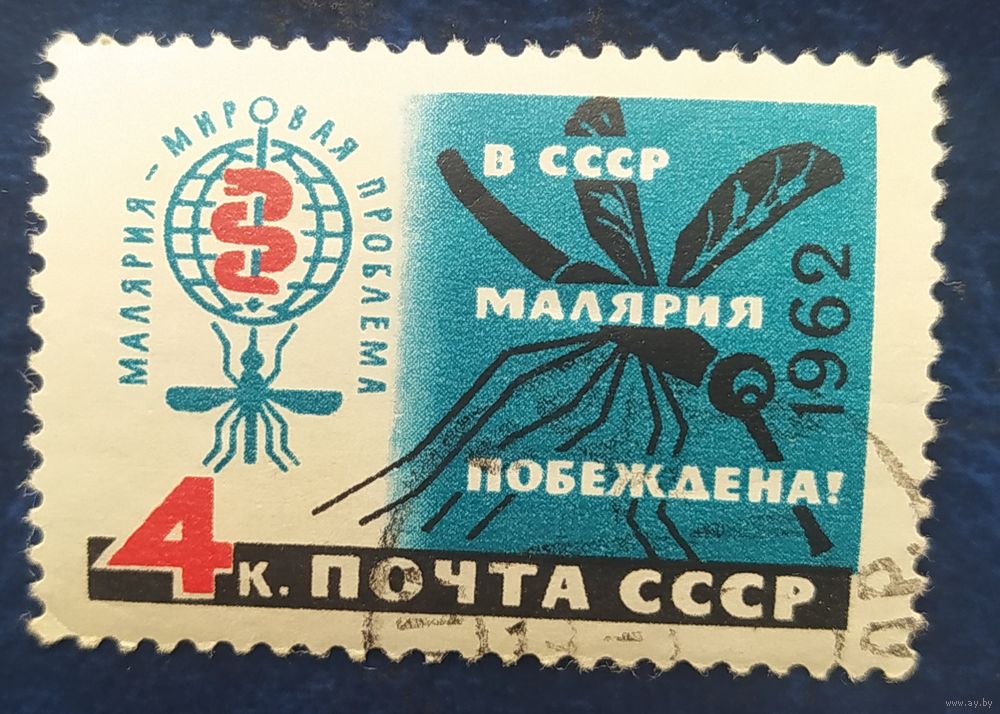 МАЛЯРИЯ – МИРОВАЯ ПРОБЛЕМА
В СССР
МАЛЯРИЯ
ПОБЕЖДЕНА!
1962
4 к. ПОЧТА СССР
www.ay.by